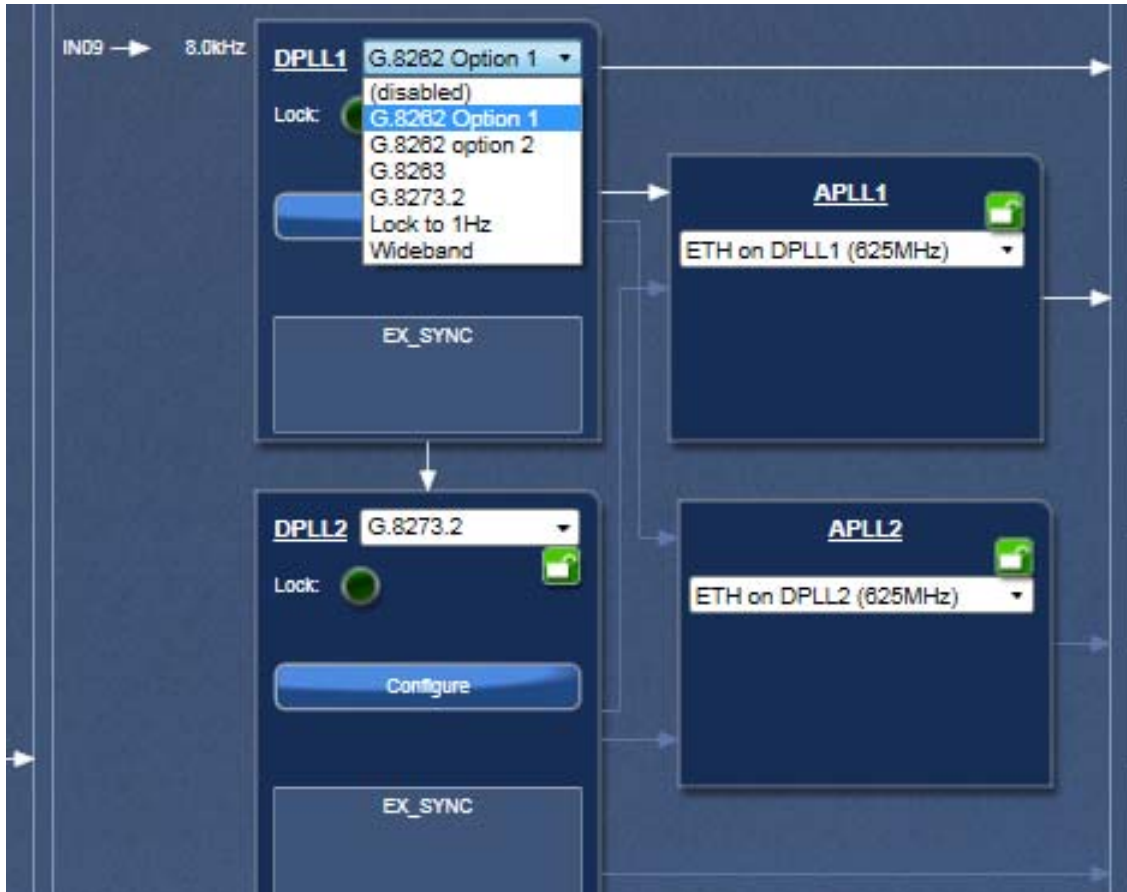 IN09
8.0kHz
DPLL1
G.8262 Option 1
Lock:
(disabled)
G.8262 Option 1
G.8262 option 2
G.8263
G.8273.2
Lock to 1Hz
Wideband
EX_SYNC
APLL1
ETH on DPLL1 (625MHz)
DPLL2
G.8273.2
Lock:
Configure
EX_SYNC
APLL2
ETH on DPLL2 (625MHz)